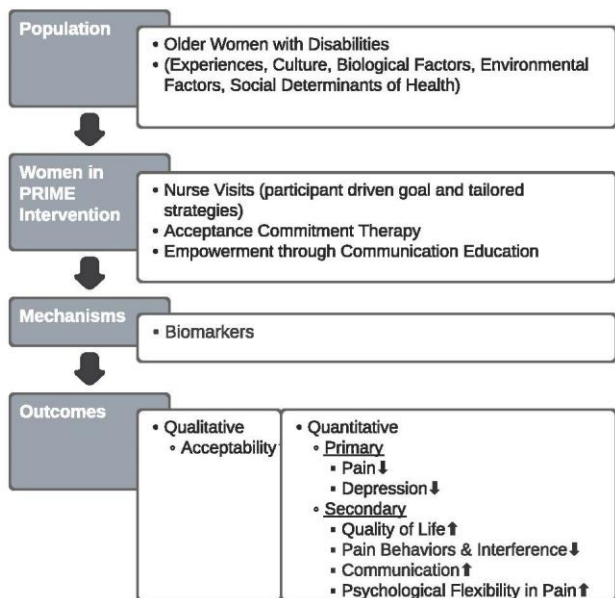 Population
• Older Women with Disabilities
• (Experiences, Culture, Biological Factors, Environmental
Factors, Social Determinants of Health)
Women in
PRIME
Intervention
• Nurse Visits (participant driven goal and tailored
strategies)
• Acceptance Commitment Therapy
• Empowerment through Communication Education
Mechanisms
▪ Biomarkers
Outcomes
• Qualitative
∘ Acceptability
• Quantitative
∘ Primary
▪ Pain⬇
▪ Depression⬇
∘ Secondary
▪ Quality of Life⬆
▪ Pain Behaviors & Interference⬇
▪ Communication⬆
▪ Psychological Flexibility in Pain⬆